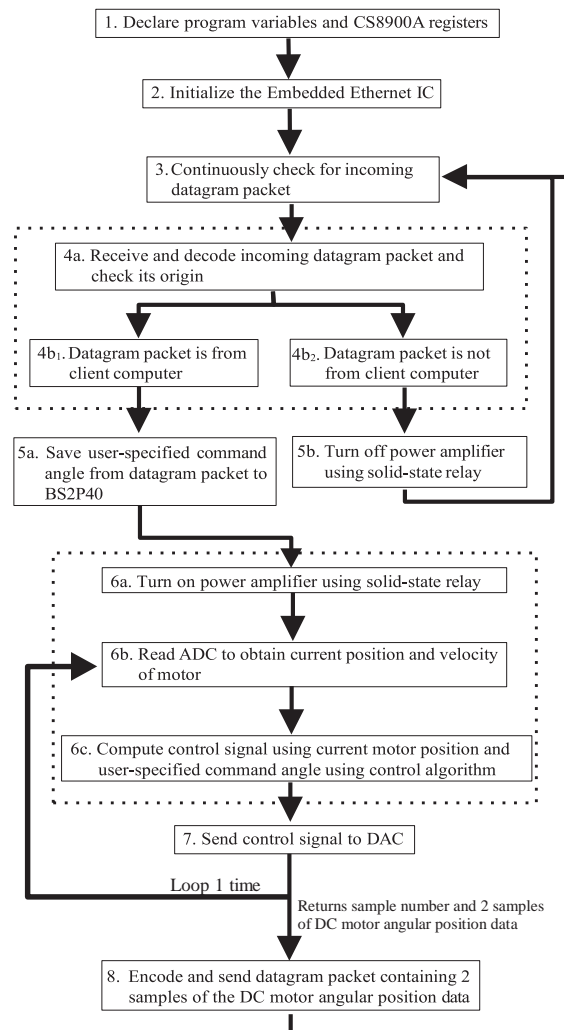 1. Declare program variables and CS8900A registers
2. Initialize the Embedded Ethernet IC
3. Continuously check for incoming
datagram packet
4a. Receive and decode incoming datagram packet and
check its origin
4b₁. Datagram packet is from
client computer
4b₂. Datagram packet is not
from client computer
5a. Save user-specified command
angle from datagram packet to
BS2P40
5b. Turn off power amplifier
using solid-state relay
6a. Turn on power amplifier using solid-state relay
6b. Read ADC to obtain current position and velocity
of motor
6c. Compute control signal using current motor position and
user-specified command angle using control algorithm
7. Send control signal to DAC
Loop 1 time
Returns sample number and 2 samples
of DC motor angular position data
8. Encode and send datagram packet containing 2
samples of the DC motor angular position data